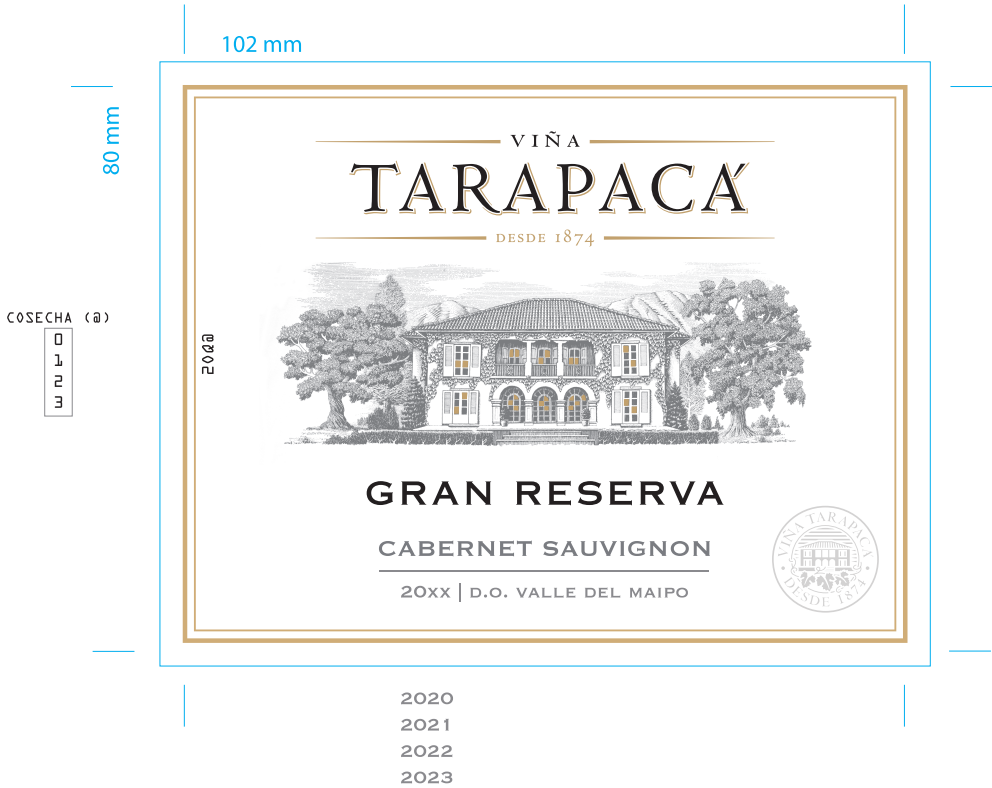 102 mm
80 mm
VIÑA
TARAPACÁ
DESDE 1874
COSECHA (@)
0
1
2
3
202@
GRAN RESERVA
CABERNET SAUVIGNON
20xx | D.O. VALLE DEL MAIPO
VIÑA TARAPACA
• DESDE 1874 •
2020
2021
2022
2023